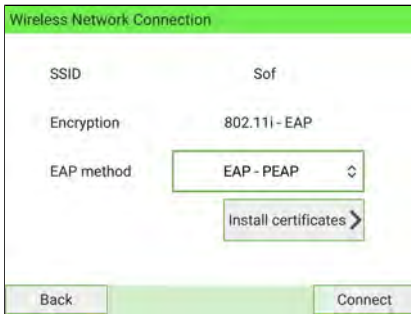 Wireless Network Connection
SSID Sof
Encryption 802.11i - EAP
EAP method EAP - PEAP
Install certificates
Back Connect